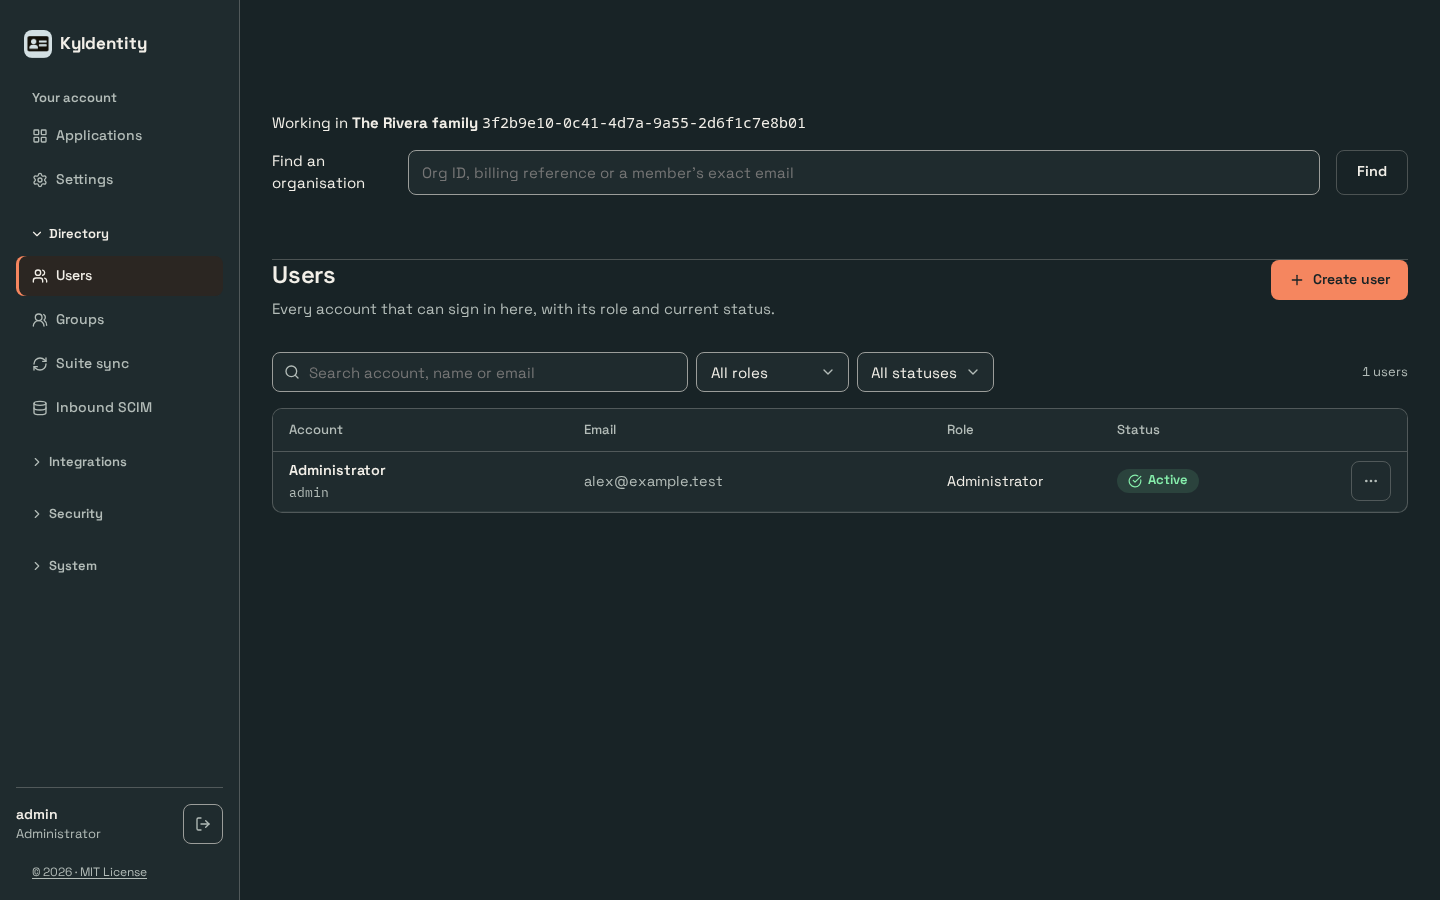 Kyldentity
Your account
Applications
Settings
Directory
Users
Groups
Suite sync
Inbound SCIM
Integrations
Security
System
admin
Administrator
© 2026 · MIT License
Working in The Rivera family 3f2b9e10-0c41-4d7a-9a55-2d6f1c7e8b01
Find an
organisation
Org ID, billing reference or a member's exact email
Find
Users
Create user
Every account that can sign in here, with its role and current status.
Search account, name or email
All roles
All statuses
1 users
Account Email Role Status
Administrator
admin
alex@example.test
Administrator
Active